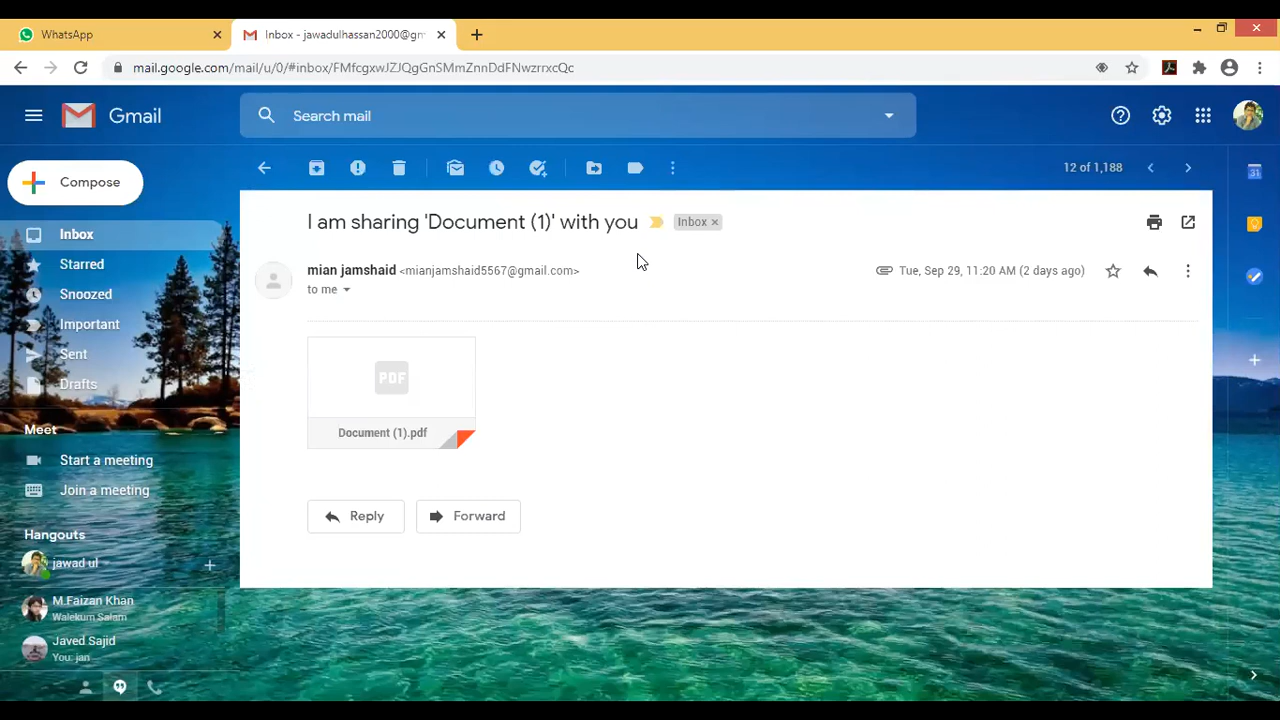 WhatsApp
Inbox - jawadulhassan2000@gm
mail.google.com/mail/u/0/#inbox/FMfcgxwJZJQgGnSMmZnnDdFNwzrrxcQc
Gmail
Search mail
Compose
12 of 1,188
Inbox
Starred
Snoozed
Important
Sent
Drafts
Meet
Start a meeting
Join a meeting
Hangouts
jawad ul
M.Faizan Khan
Walekum Salam
Javed Sajid
You: jan
I am sharing 'Document (1)' with you
Inbox ×
mian jamshaid <mianjamshaid5567@gmail.com>
Tue, Sep 29, 11:20 AM (2 days ago)
to me
PDF
Document (1).pdf
Reply
Forward
31